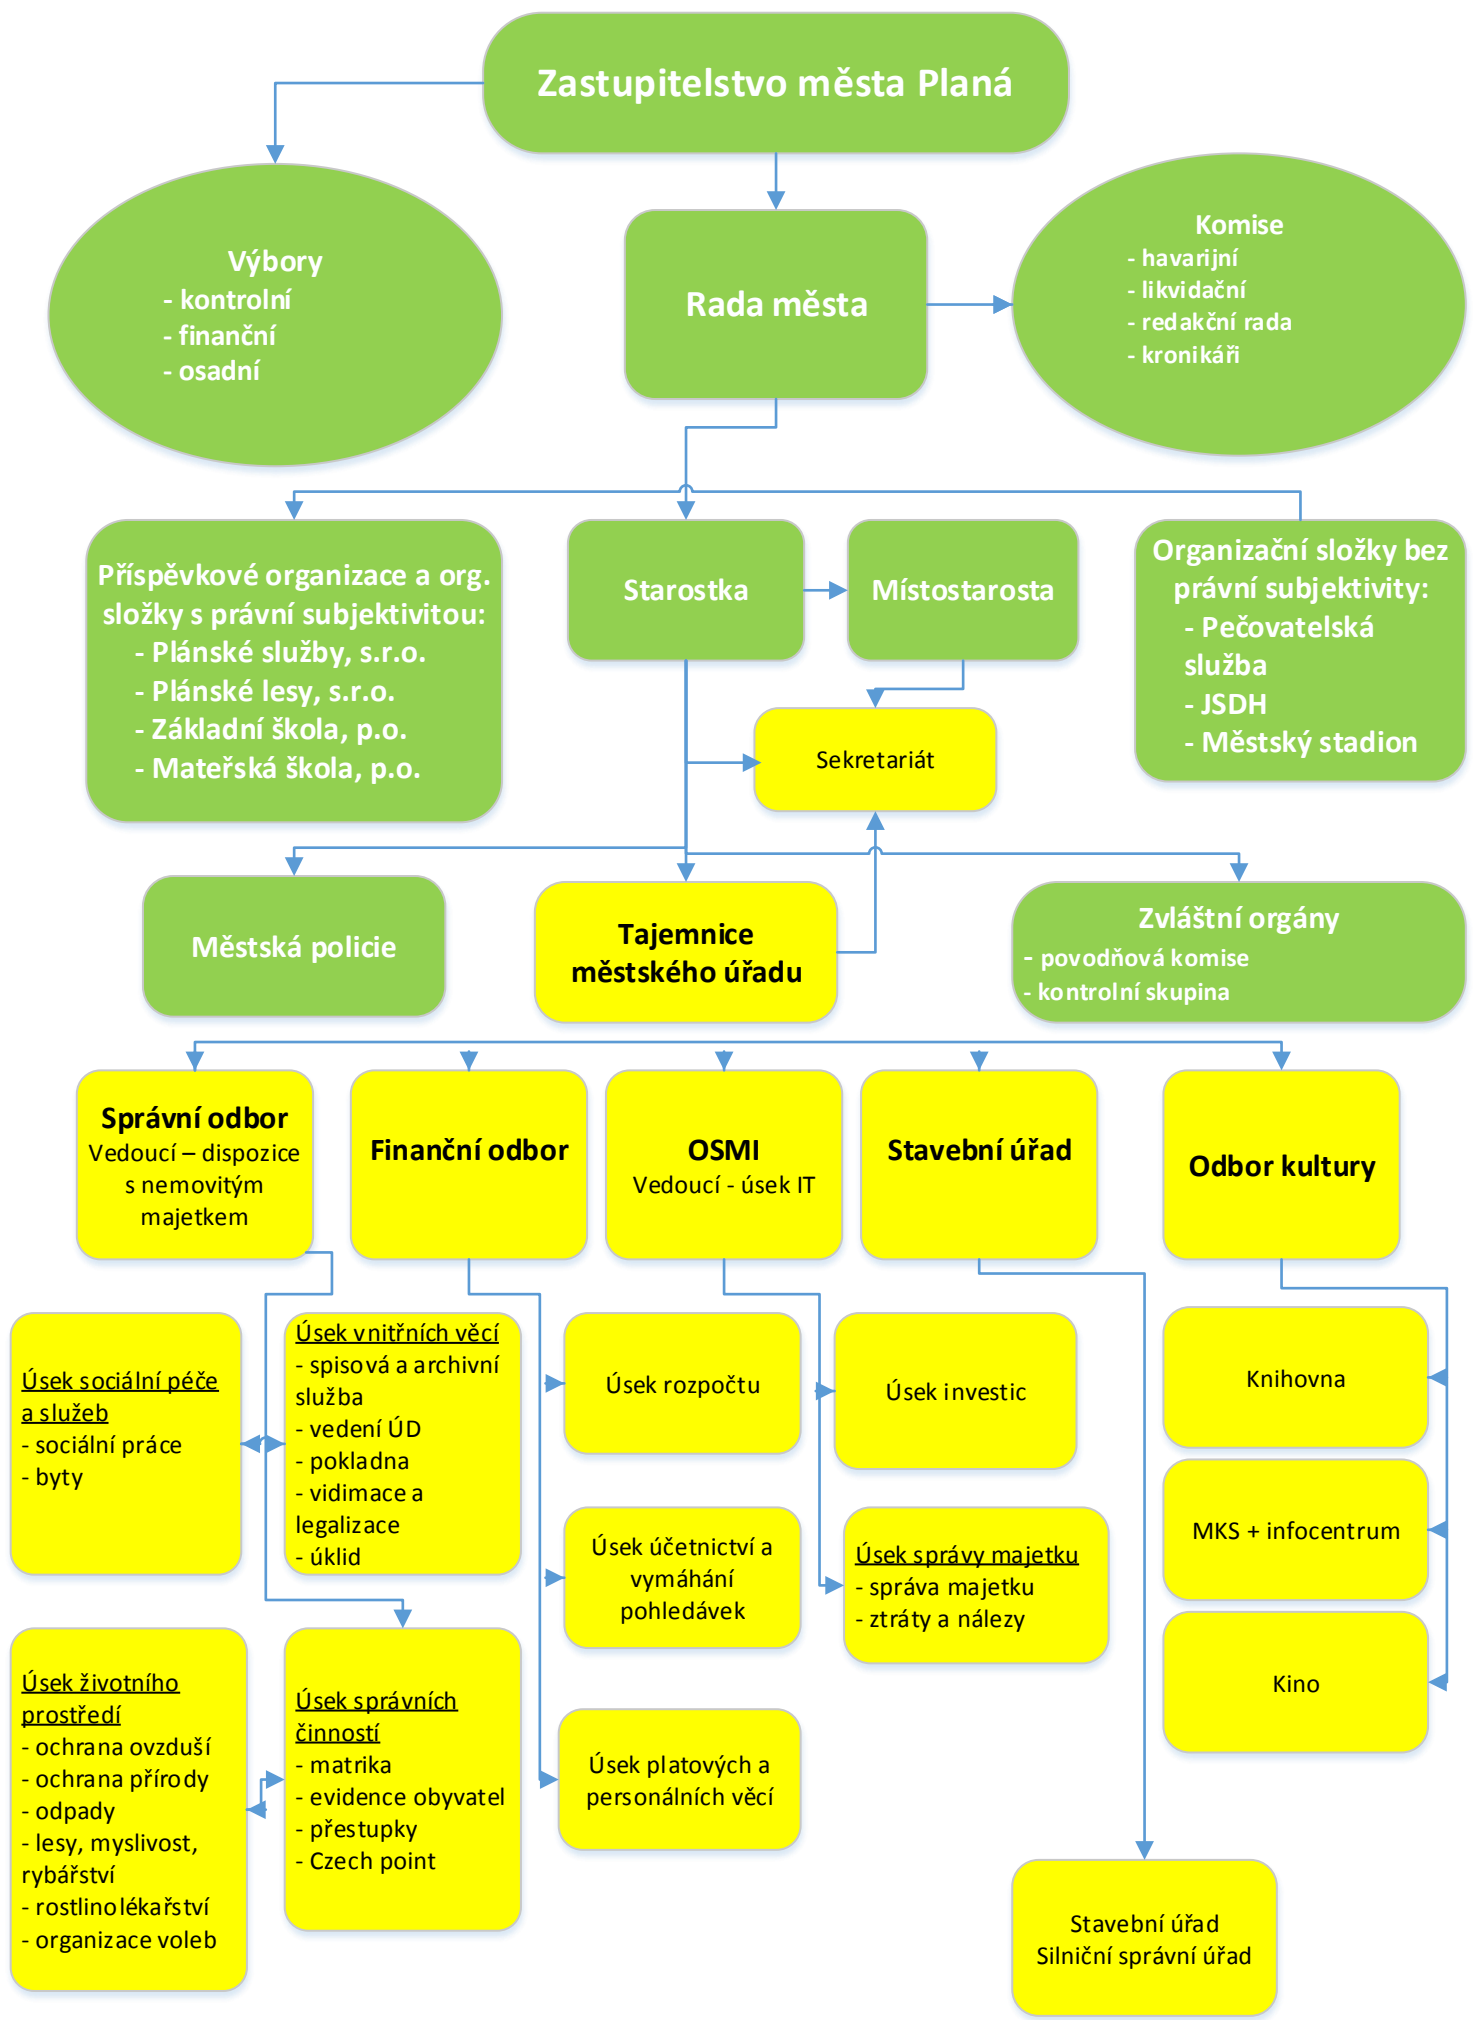 Zastupitelstvo města Planá
Výbory
- kontrolní
- finanční
- osadní
Rada města
Komise
- havarijní
- likvidační
- redakční rada
- kronikáři
Příspěvkové organizace a org.
složky s právní subjektivitou:
- Plánské služby, s.r.o.
- Plánské lesy, s.r.o.
- Základní škola, p.o.
- Mateřská škola, p.o.
Starostka
Místostarosta
Organizační složky bez
právní subjektivity:
- Pečovatelská
služba
- JSDH
- Městský stadion
Sekretariát
Městská policie
Tajemnice
městského úřadu
Zvláštní orgány
- povodňová komise
- kontrolní skupina
Správní odbor
Vedoucí – dispozice
s nemovitým
majetkem
Finanční odbor
OSMI
Vedoucí - úsek IT
Stavební úřad
Odbor kultury
Úsek sociální péče
a služeb
- sociální práce
- byty
Úsek vnitřních věcí
- spisová a archivní
služba
- vedení ÚD
- pokladna
- vidimace a
legalizace
- úklid
Úsek rozpočtu
Úsek investic
Knihovna
Úsek účetnictví a
vymáhání
pohledávek
Úsek správy majetku
- správa majetku
- ztráty a nálezy
MKS + infocentrum
Kino
Úsek životního
prostředí
- ochrana ovzduší
- ochrana přírody
- odpady
- lesy, myslivost,
rybářství
- rostlinolékařství
- organizace voleb
Úsek správních
činností
- matrika
- evidence obyvatel
- přestupky
- Czech point
Úsek platových a
personálních věcí
Stavební úřad
Silniční správní úřad